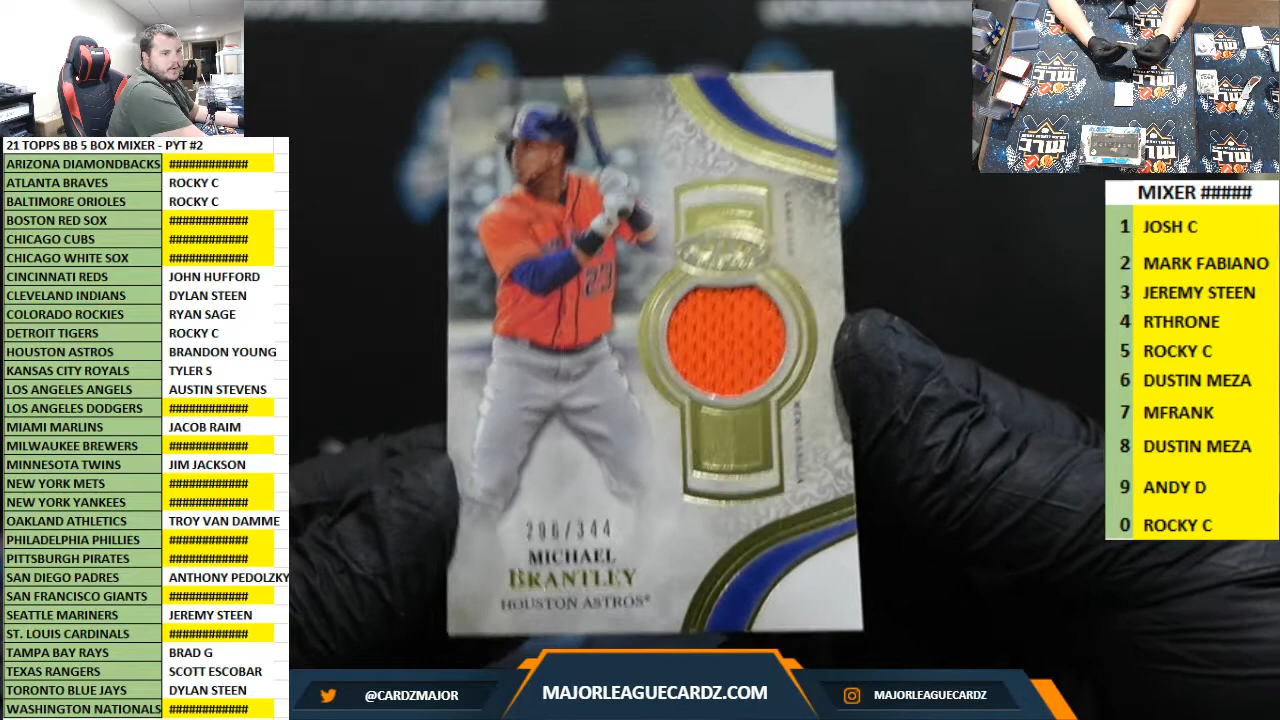 21 TOPPS BB 5 BOX MIXER - PYT #2
ARIZONA DIAMONDBACKS ############
ATLANTA BRAVES ROCKY C
BALTIMORE ORIOLES ROCKY C
BOSTON RED SOX ############
CHICAGO CUBS ############
CHICAGO WHITE SOX ############
CINCINNATI REDS JOHN HUFFORD
CLEVELAND INDIANS DYLAN STEEN
COLORADO ROCKIES RYAN SAGE
DETROIT TIGERS ROCKY C
HOUSTON ASTROS BRANDON YOUNG
KANSAS CITY ROYALS TYLER S
LOS ANGELES ANGELS AUSTIN STEVENS
LOS ANGELES DODGERS ############
MIAMI MARLINS JACOB RAIM
MILWAUKEE BREWERS ############
MINNESOTA TWINS JIM JACKSON
NEW YORK METS ############
NEW YORK YANKEES ############
OAKLAND ATHLETICS TROY VAN DAMME
PHILADELPHIA PHILLIES ############
PITTSBURGH PIRATES ############
SAN DIEGO PADRES ANTHONY PEDOLZKY
SAN FRANCISCO GIANTS ############
SEATTLE MARINERS JEREMY STEEN
ST. LOUIS CARDINALS ############
TAMPA BAY RAYS BRAD G
TEXAS RANGERS SCOTT ESCOBAR
TORONTO BLUE JAYS DYLAN STEEN
WASHINGTON NATIONALS ############
23
MICHAEL
BRANTLEY
HOUSTON ASTROS®
MLC
MIXER #####
1 JOSH C
2 MARK FABIANO
3 JEREMY STEEN
4 RTHRONE
5 ROCKY C
6 DUSTIN MEZA
7 MFRANK
8 DUSTIN MEZA
9 ANDY D
0 ROCKY C
@CARDZMAJOR
MAJORLEAGUECARDZ.COM
MAJORLEAGUECARDZ